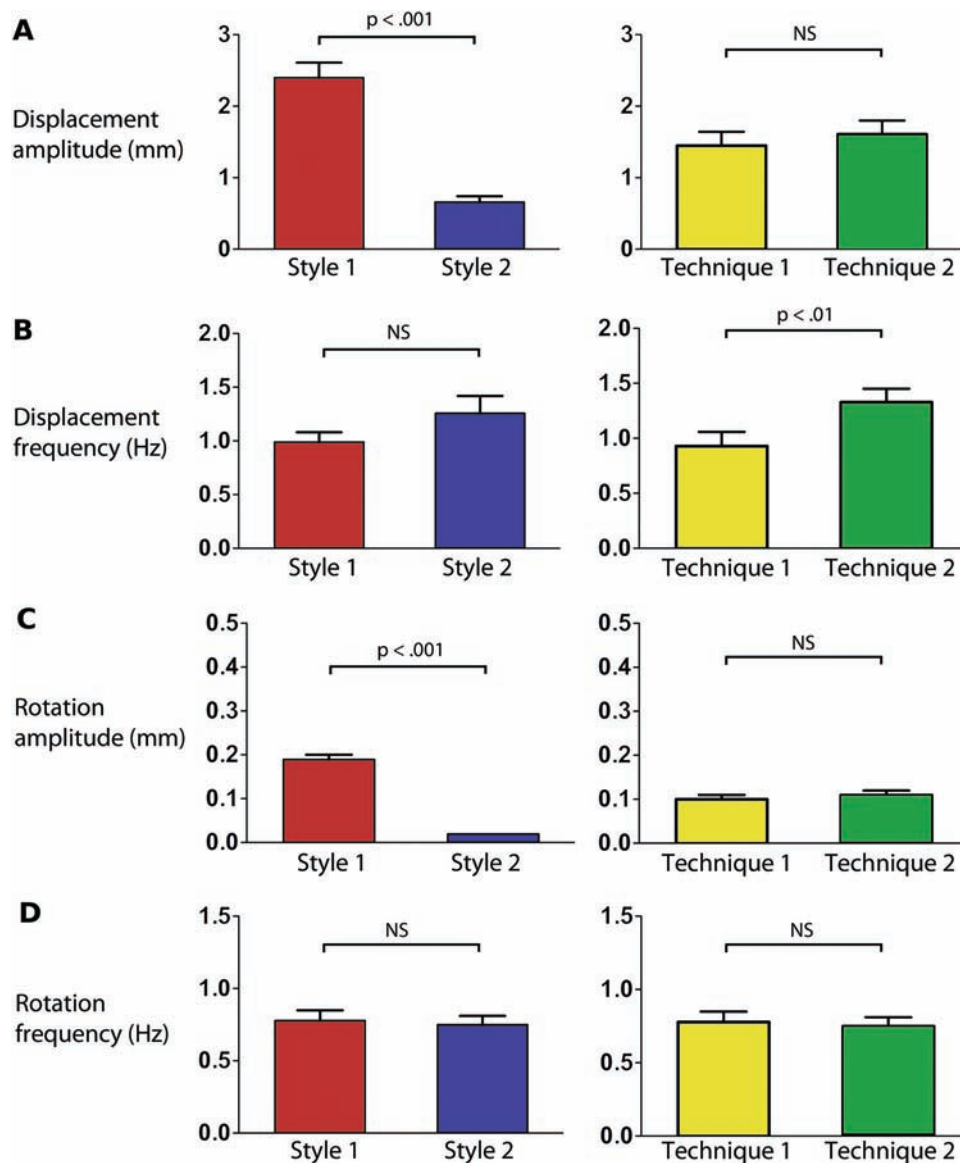 A
Displacement
amplitude (mm)
3
2
1
0
p < .001
Style 1
Style 2
3
2
1
0
NS
Technique 1
Technique 2
B
Displacement
frequency (Hz)
2.0
1.5
1.0
0.5
0.0
NS
Style 1
Style 2
2.0
1.5
1.0
0.5
0.0
p < .01
Technique 1
Technique 2
C
Rotation
amplitude (mm)
0.5
0.4
0.3
0.2
0.1
0.0
p < .001
Style 1
Style 2
0.5
0.4
0.3
0.2
0.1
0.0
NS
Technique 1
Technique 2
D
Rotation
frequency (Hz)
1.5
1.0
0.5
0.0
NS
Style 1
Style 2
1.5
1.0
0.5
0.0
NS
Technique 1
Technique 2